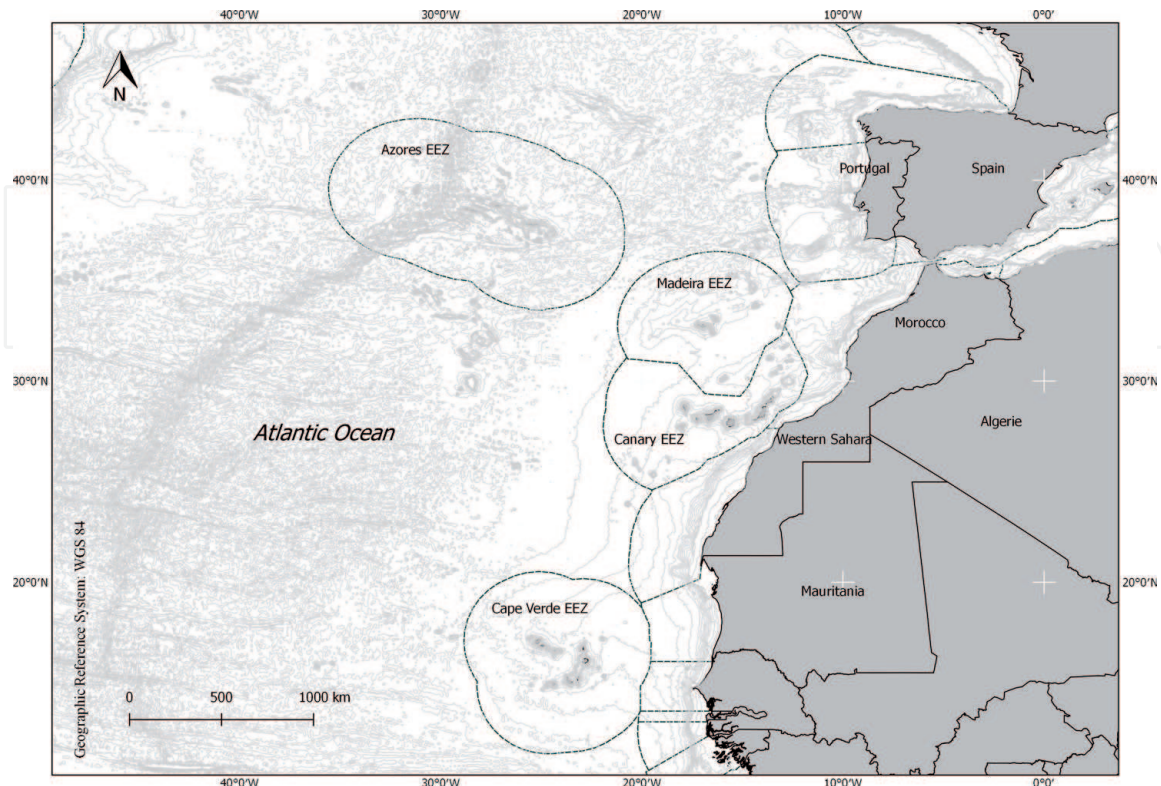 40°0'W 30°0'W 20°0'W 10°0'W 0°0'
N
Azores EEZ
Portugal
Spain
40°0'N
40°0'N
Madeira EEZ
Morocco
30°0'N
30°0'N
Atlantic Ocean
Canary EEZ
Western Sahara
Algerie
20°0'N
20°0'N
Mauritania
Cape Verde EEZ
0 500 1000 km
Geographic Reference System: WGS 84
40°0'W 30°0'W 20°0'W 10°0'W 0°0'